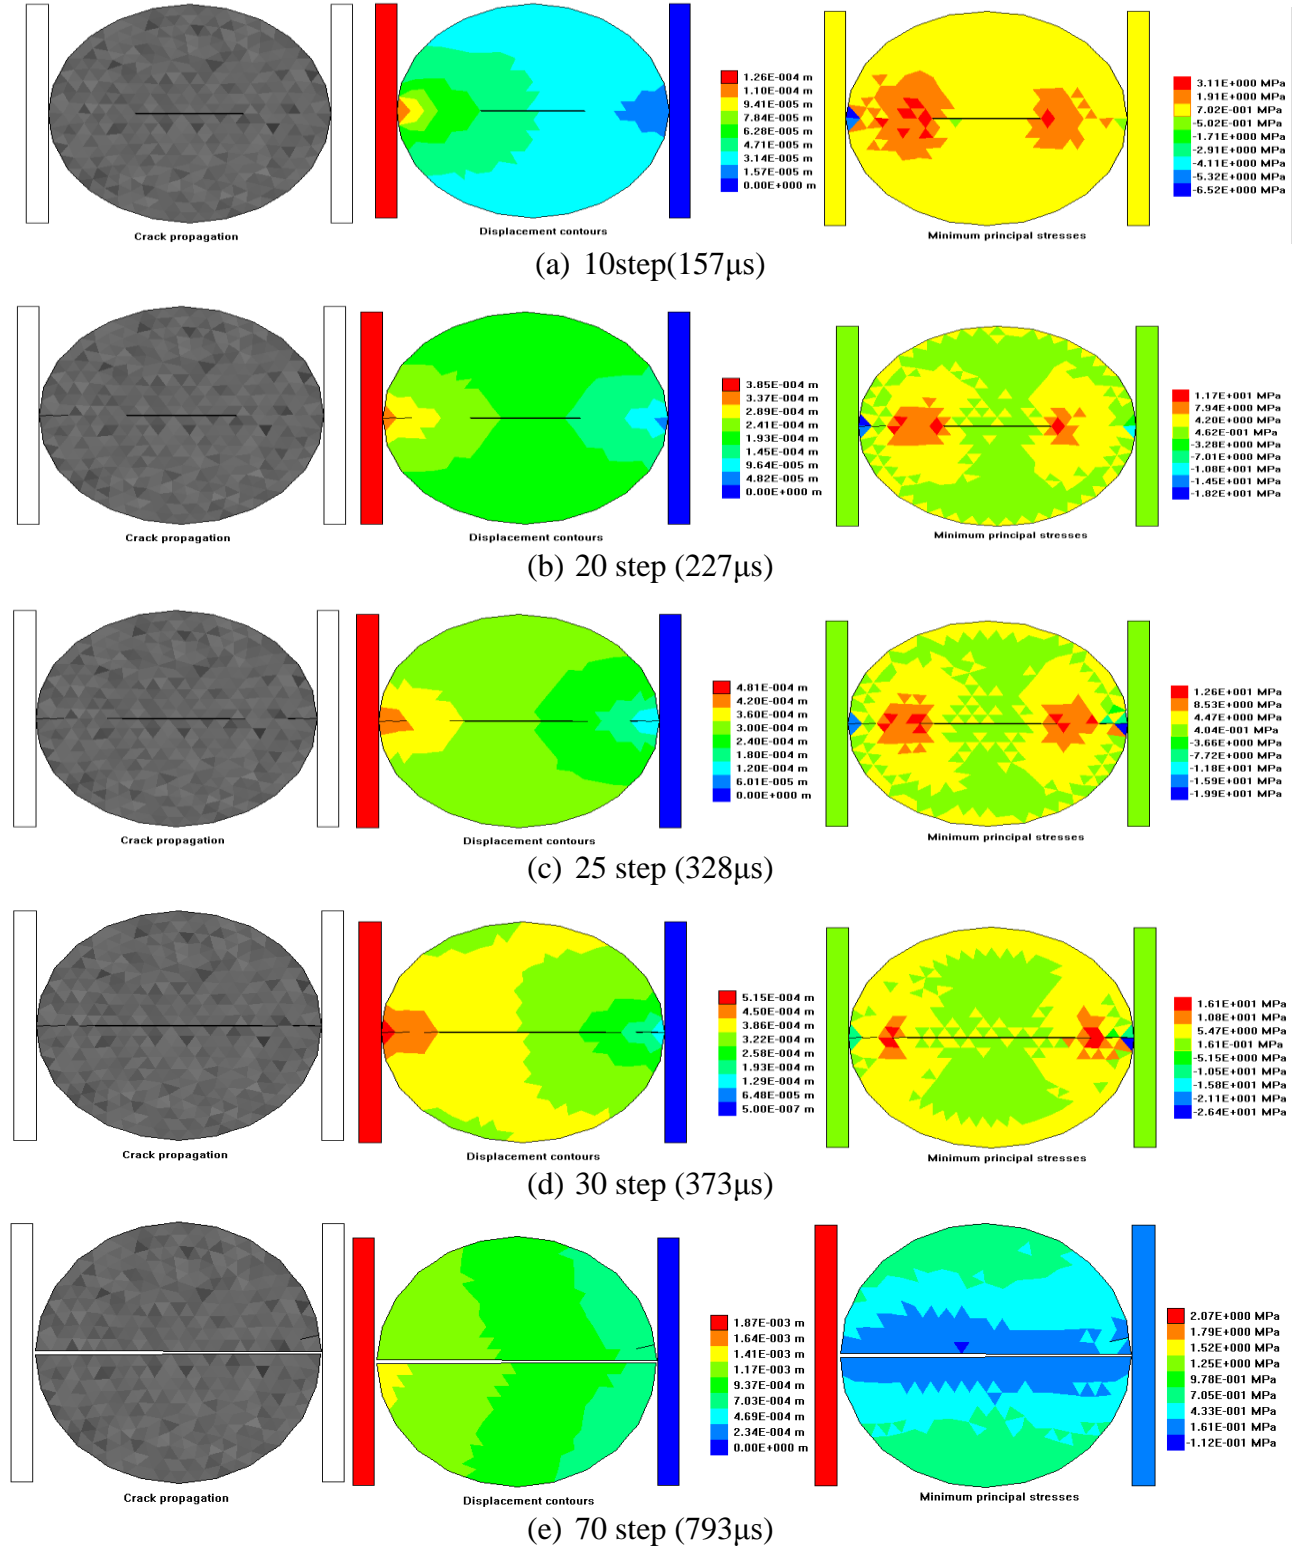 1.26E-004 m
1.10E-004 m
9.41E-005 m
7.84E-005 m
6.28E-005 m
4.71E-005 m
3.14E-005 m
1.57E-005 m
0.00E+000 m
3.11E+000 MPa
1.91E+000 MPa
7.02E-001 MPa
-5.02E-001 MPa
-1.71E+000 MPa
-2.91E+000 MPa
-4.11E+000 MPa
-5.32E+000 MPa
-6.52E+000 MPa
Crack propagation
Displacement contours
Minimum principal stresses
(a) 10step(157μs)
3.85E-004 m
3.37E-004 m
2.89E-004 m
2.41E-004 m
1.93E-004 m
1.45E-004 m
9.64E-005 m
4.82E-005 m
0.00E+000 m
1.17E+001 MPa
7.94E+000 MPa
4.20E+000 MPa
4.62E-001 MPa
-3.28E+000 MPa
-7.01E+000 MPa
-1.08E+001 MPa
-1.45E+001 MPa
-1.82E+001 MPa
Crack propagation
Displacement contours
Minimum principal stresses
(b) 20 step (227μs)
4.81E-004 m
4.20E-004 m
3.60E-004 m
3.00E-004 m
2.40E-004 m
1.80E-004 m
1.20E-004 m
6.01E-005 m
0.00E+000 m
1.26E+001 MPa
8.53E+000 MPa
4.47E+000 MPa
4.04E-001 MPa
-3.66E+000 MPa
-7.72E+000 MPa
-1.18E+001 MPa
-1.59E+001 MPa
-1.99E+001 MPa
Crack propagation
Displacement contours
Minimum principal stresses
(c) 25 step (328μs)
5.15E-004 m
4.50E-004 m
3.86E-004 m
3.22E-004 m
2.58E-004 m
1.93E-004 m
1.29E-004 m
6.48E-005 m
5.00E-007 m
1.61E+001 MPa
1.08E+001 MPa
5.47E+000 MPa
1.61E-001 MPa
-5.15E+000 MPa
-1.05E+001 MPa
-1.58E+001 MPa
-2.11E+001 MPa
-2.64E+001 MPa
Crack propagation
Displacement contours
Minimum principal stresses
(d) 30 step (373μs)
1.87E-003 m
1.64E-003 m
1.41E-003 m
1.17E-003 m
9.37E-004 m
7.03E-004 m
4.69E-004 m
2.34E-004 m
0.00E+000 m
2.07E+000 MPa
1.79E+000 MPa
1.52E+000 MPa
1.25E+000 MPa
9.78E-001 MPa
7.05E-001 MPa
4.33E-001 MPa
1.61E-001 MPa
-1.12E-001 MPa
Crack propagation
Displacement contours
Minimum principal stresses
(e) 70 step (793μs)